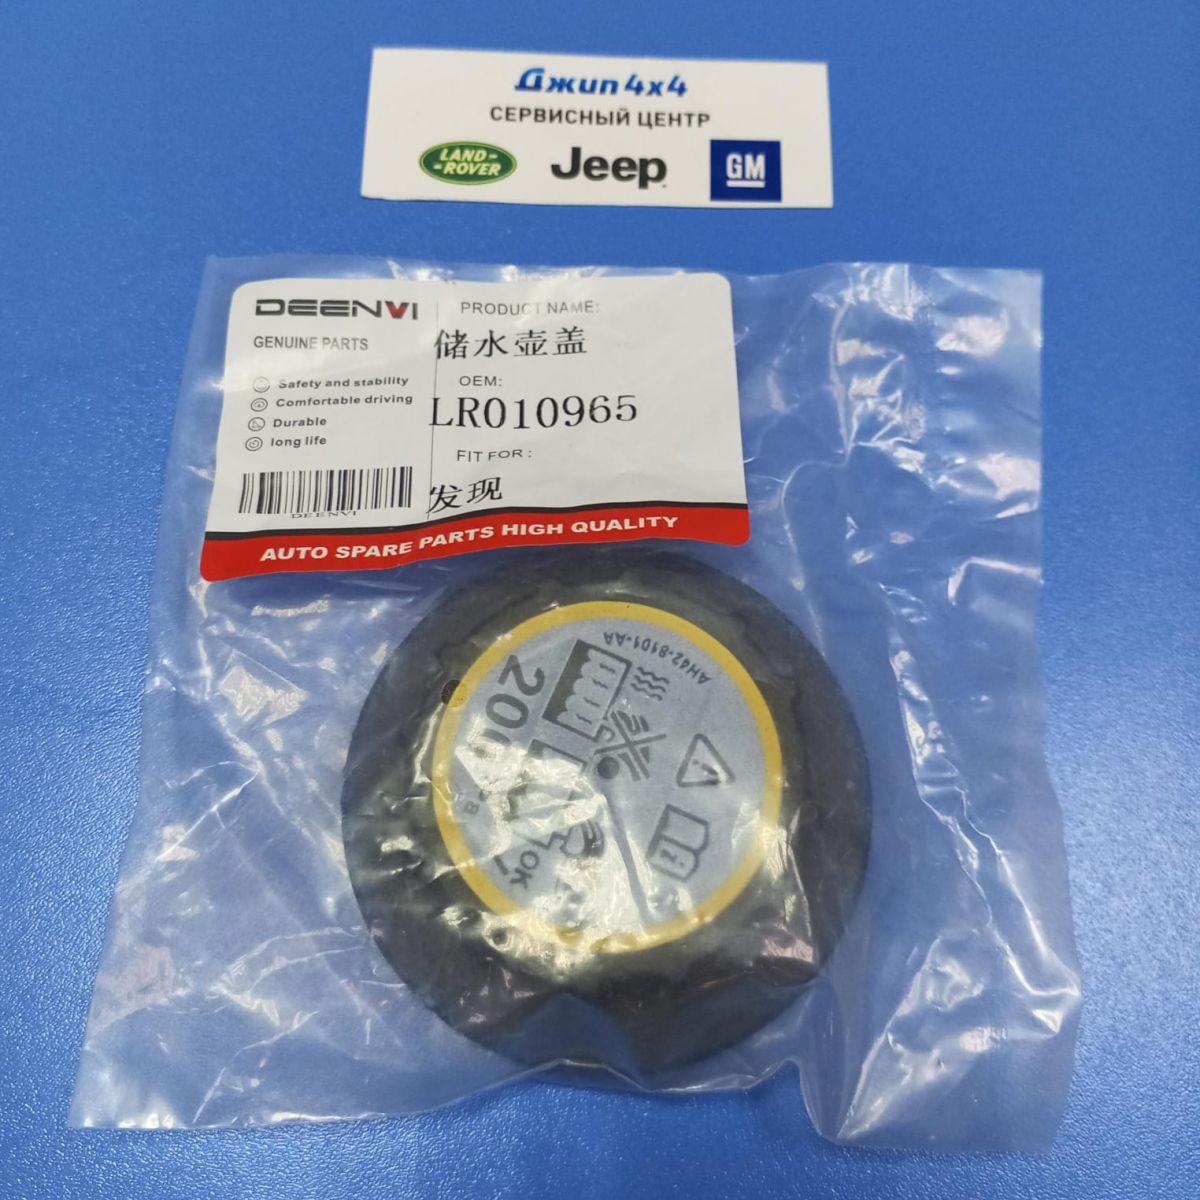 Джип 4x4
СЕРВИСНЫЙ ЦЕНТР
LAND-
-ROVER
Jeep
GM
DEENVI
GENUINE PARTS
Safety and stability
Comfortable driving
Durable
long life
DEENVI
PRODUCT NAME:
储水壶盖
OEM:
LR010965
FIT FOR:
发现
AUTO SPARE PARTS HIGH QUALITY
AH42-8101-AA
200
OK